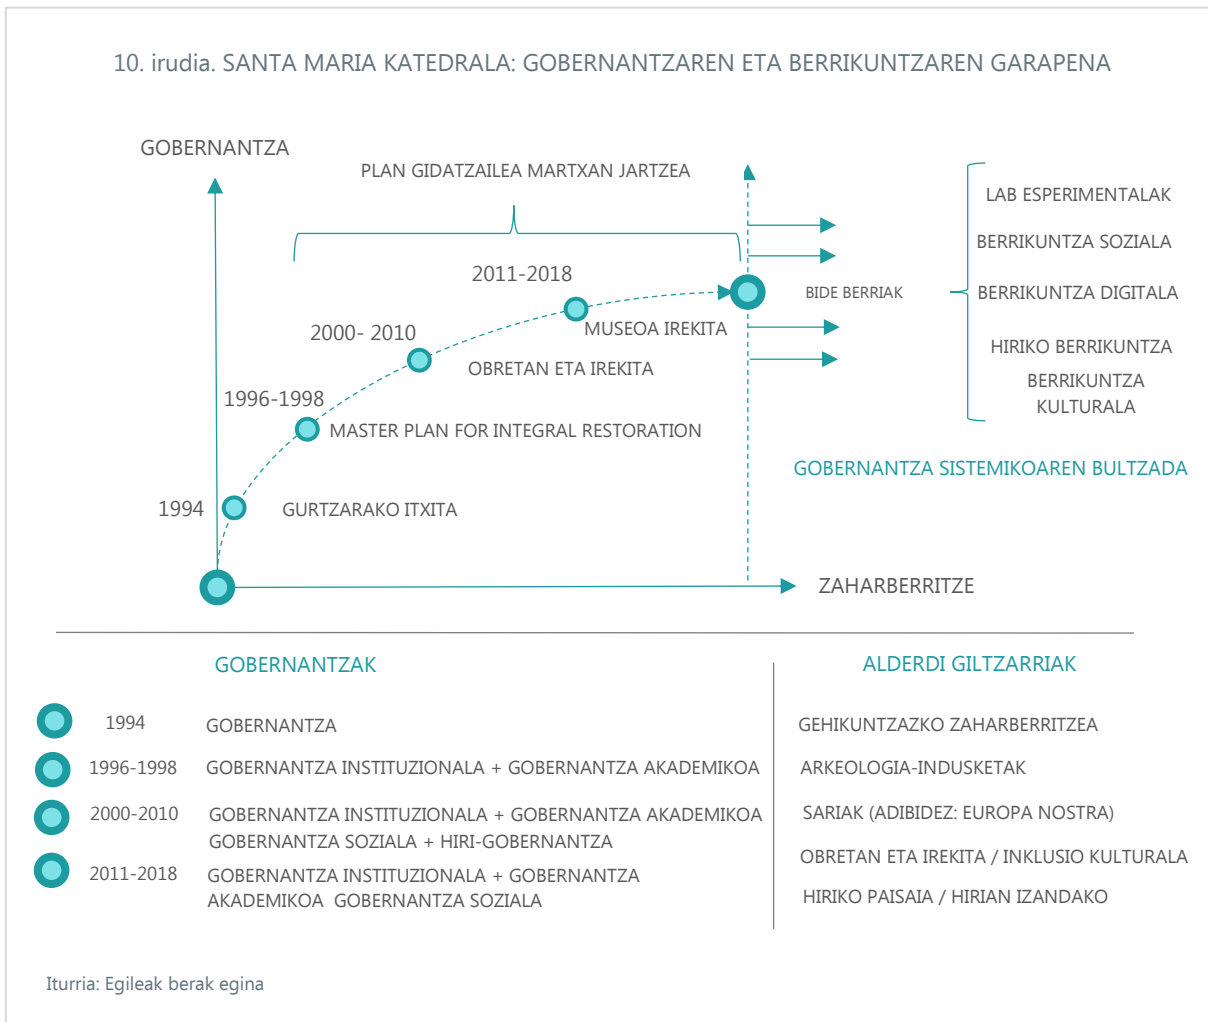 10. irudia. SANTA MARIA KATEDRALA: GOBERNANTZAREN ETA BERRIKUNTZAREN GARAPENA
GOBERNANTZA
PLAN GIDATZAILEA MARTXAN JARTZEA
LAB ESPERIMENTALAK
BERRIKUNTZA SOZIALA
2011-2018
BIDE BERRIAK
BERRIKUNTZA DIGITALA
MUSEOA IREKITA
2000- 2010
HIRIKO BERRIKUNTZA
OBRETAN ETA IREKITA
BERRIKUNTZA
KULTURALA
1996-1998
MASTER PLAN FOR INTEGRAL RESTORATION
GOBERNANTZA SISTEMIKOAREN BULTZADA
1994
GURTZARAKO ITXITA
ZAHARBERRITZE
GOBERNANTZAK
1994
GOBERNANTZA
1996-1998
GOBERNANTZA INSTITUZIONALA + GOBERNANTZA AKADEMIKOA
2000-2010
GOBERNANTZA INSTITUZIONALA + GOBERNANTZA AKADEMIKOA
GOBERNANTZA SOZIALA + HIRI-GOBERNANTZA
2011-2018
GOBERNANTZA INSTITUZIONALA + GOBERNANTZA
AKADEMIKOA GOBERNANTZA SOZIALA
ALDERDI GILTZARRIAK
GEHIKUNTZAZKO ZAHARBERRITZEA
ARKEOLOGIA-INDUSKETAK
SARIAK (ADIBIDEZ: EUROPA NOSTRA)
OBRETAN ETA IREKITA / INKLUSIO KULTURALA
HIRIKO PAISAIA / HIRIAN IZANDAKO
Iturria: Egileak berak egina